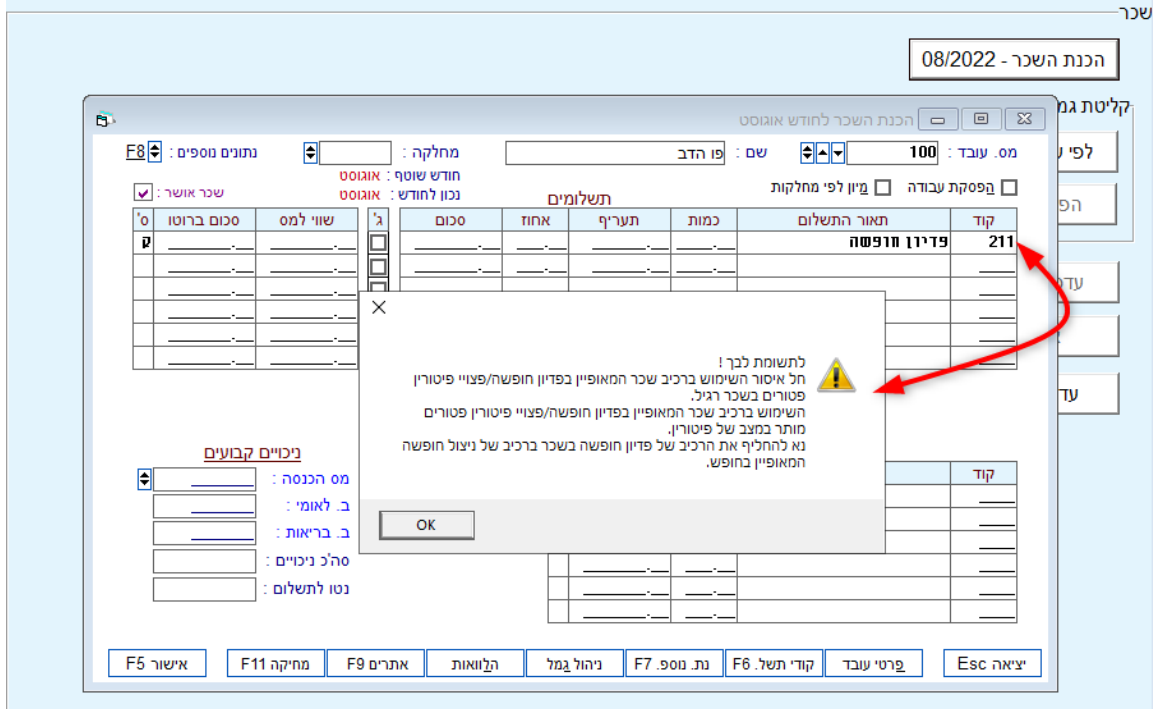 שכר
הכנת השכר - 08/2022
קליטת גמ
לפי ע
הפ
עדכ
עד
הכנת השכר לחודש אוגוסט
מס. עובד : 100 שם : פו הדב מחלקה : נתונים נוספים : F8
חודש שוטף : אוגוסט
הפסקת עבודה מיון לפי מחלקות נכון לחודש : אוגוסט שכר אושר :
תשלומים
קוד תאור התשלום כמות תעריף אחוז סכום ג' שווי למס סכום ברוטו ס'
211 פדיון חופשה ק
לתשומת לבך !
חל איסור השימוש ברכיב שכר המאופיין בפדיון חופשה/פצויי פיטורין
פטורים בשכר רגיל.
השימוש ברכיב שכר המאופיין בפדיון חופשה/פצויי פיטורין פטורים
מותר במצב של פיטורין.
נא להחליף את הרכיב של פדיון חופשה בשכר ברכיב של ניצול חופשה
המאופיין בחופש.
OK
קוד
ניכויים קבועים
מס הכנסה :
ב. לאומי :
ב. בריאות :
סה'כ ניכויים :
נטו לתשלום :
יציאה Esc פרטי עובד קודי תשל. F6 נת. נוספ. F7 ניהול גמל הלוואות אתרים F9 מחיקה F11 אישור F5